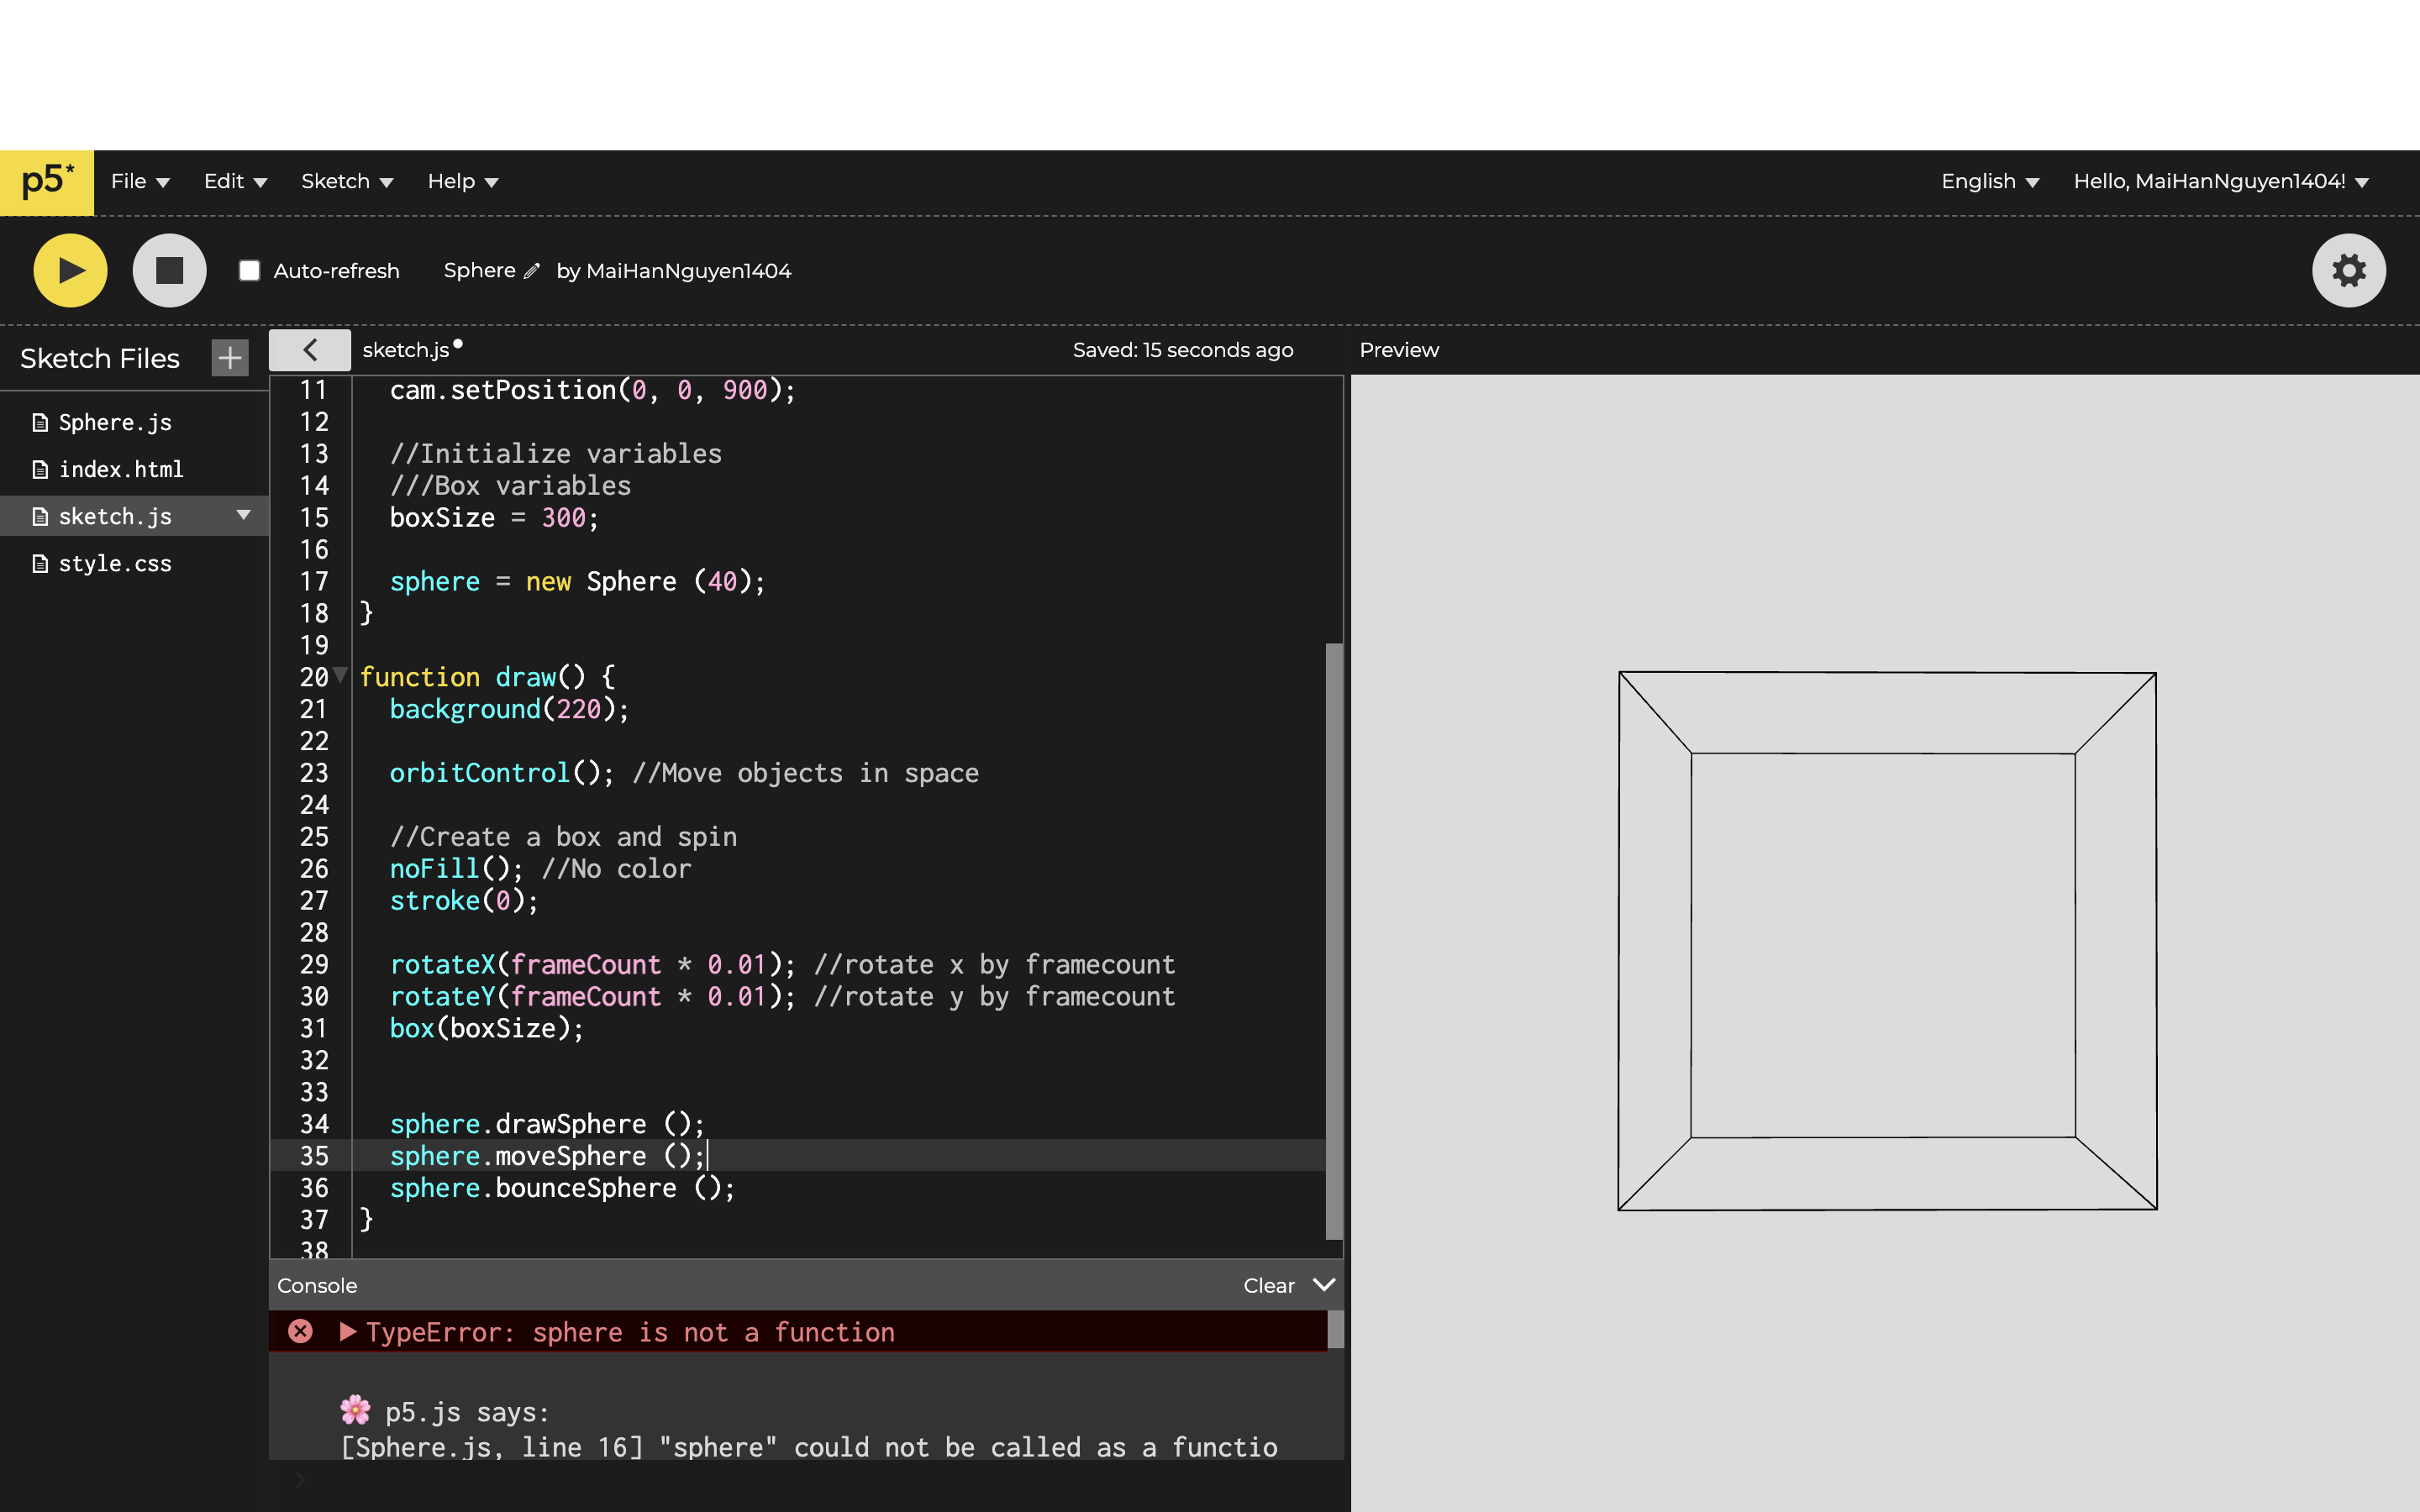 p5* File Edit Sketch Help English Hello, MaiHanNguyen1404!
Auto-refresh Sphere by MaiHanNguyen1404
Sketch Files
Sphere.js
index.html
sketch.js
style.css
sketch.js Saved: 15 seconds ago Preview
11 cam.setPosition(0, 0, 900);
12
13 //Initialize variables
14 ///Box variables
15 boxSize = 300;
16
17 sphere = new Sphere (40);
18 }
19
20 function draw() {
21 background(220);
22
23 orbitControl(); //Move objects in space
24
25 //Create a box and spin
26 noFill(); //No color
27 stroke(0);
28
29 rotateX(frameCount * 0.01); //rotate x by framecount
30 rotateY(frameCount * 0.01); //rotate y by framecount
31 box(boxSize);
32
33
34 sphere.drawSphere ();
35 sphere.moveSphere ();
36 sphere.bounceSphere ();
37 }
38
Console Clear
TypeError: sphere is not a function
🌸 p5.js says:
[Sphere.js, line 16] "sphere" could not be called as a functio